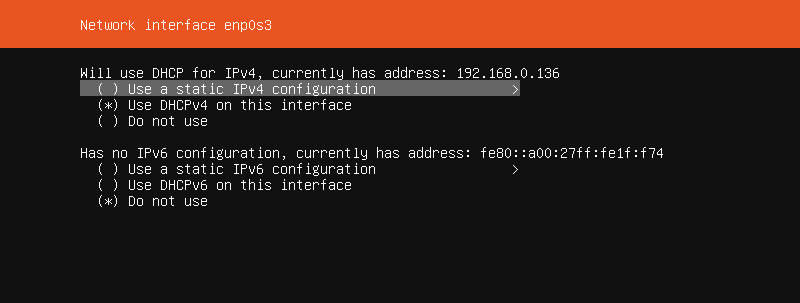 Network interface enp0s3
Will use DHCP for IPv4, currently has address: 192.168.0.136
( ) Use a static IPv4 configuration >
(*) Use DHCPv4 on this interface
( ) Do not use
Has no IPv6 configuration, currently has address: fe80::a00:27ff:fe1f:f74
( ) Use a static IPv6 configuration >
( ) Use DHCPv6 on this interface
(*) Do not use